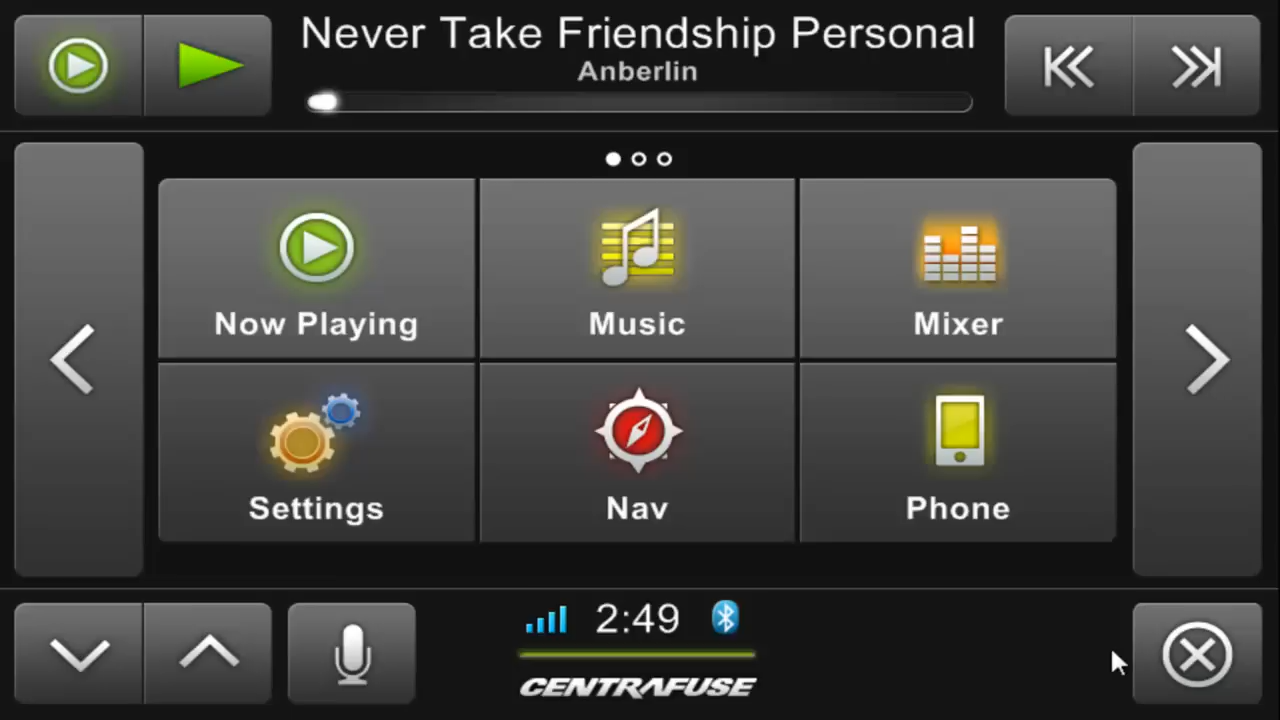 Never Take Friendship Personal
Anberlin
Now Playing
Music
Mixer
Settings
Nav
Phone
2:49
CENTRAFUSE